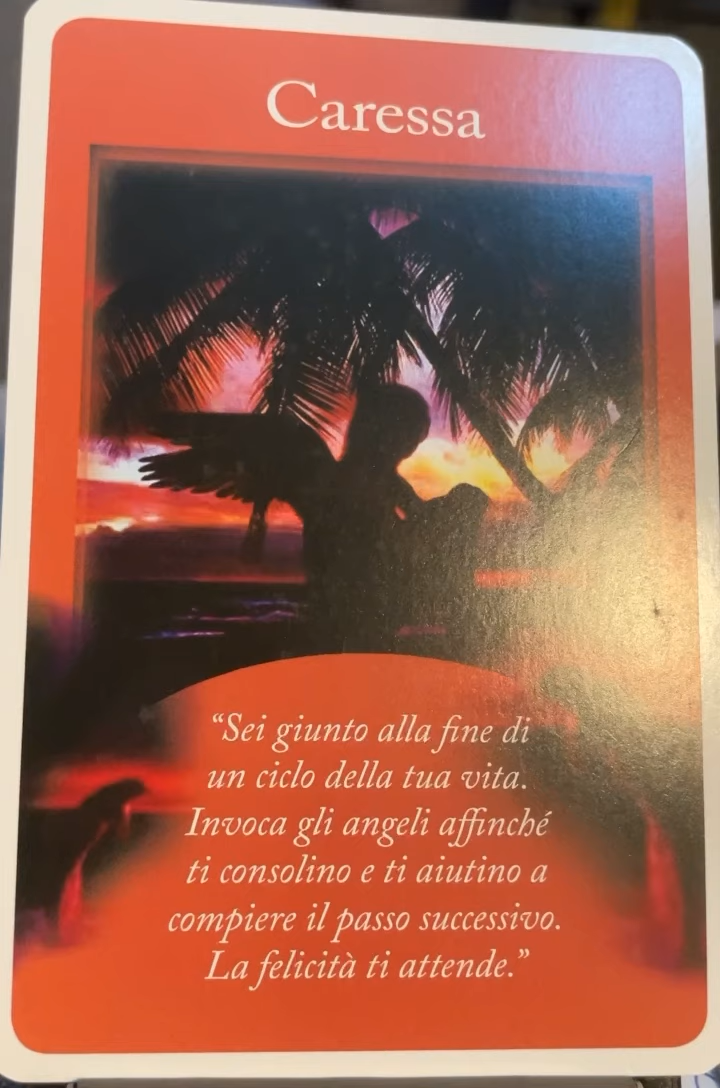 Caressa
“Sei giunto alla fine di
un ciclo della tua vita.
Invoca gli angeli affinché
ti consolino e ti aiutino a
compiere il passo successivo.
La felicità ti attende.”